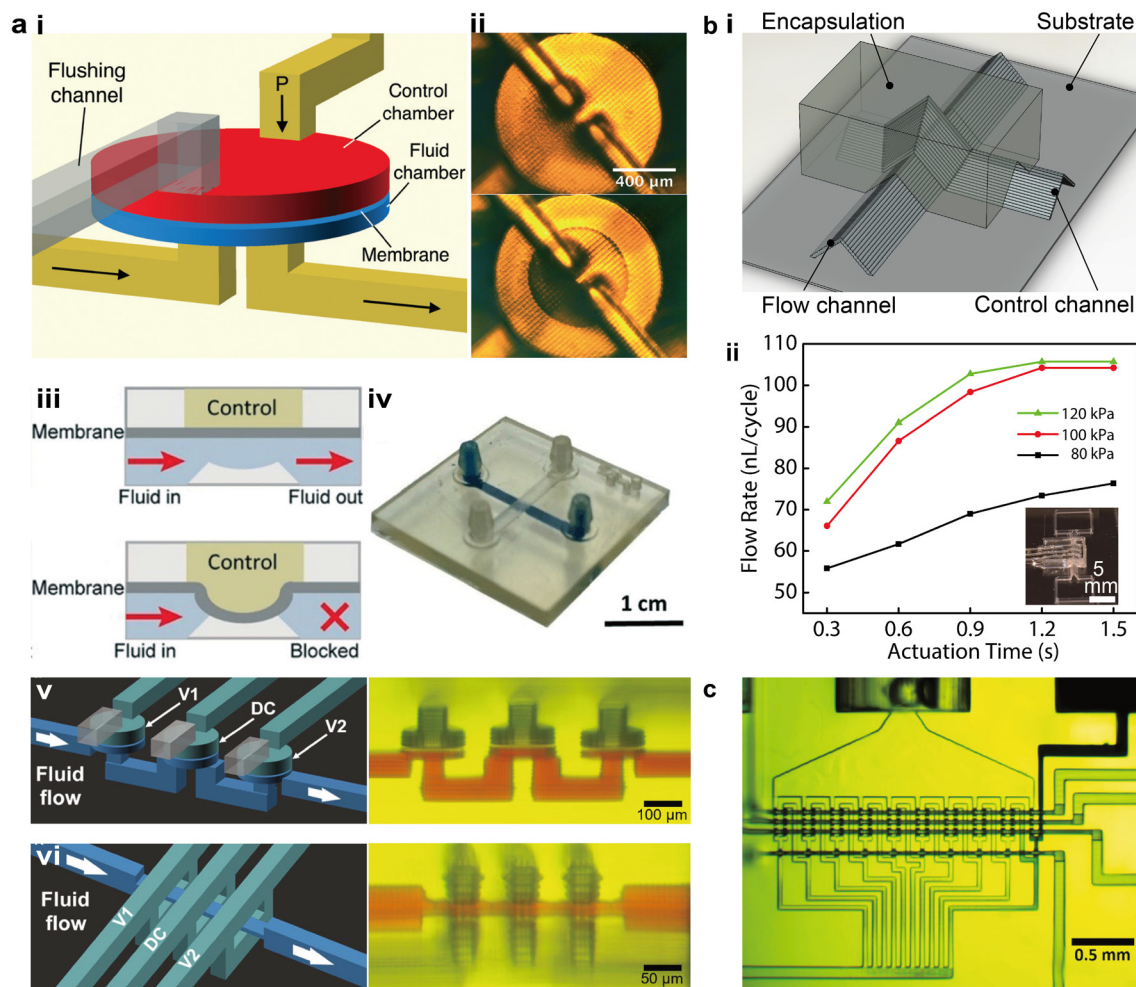 a i
Flushing
channel
P
Control
chamber
Fluid
chamber
Membrane
ii
400 µm
b i
Encapsulation
Substrate
Flow channel
Control channel
ii
110
100
90
80
70
60
50
Flow Rate (nL/cycle)
120 kPa
100 kPa
80 kPa
5
mm
0.3 0.6 0.9 1.2 1.5
Actuation Time (s)
iii
Control
Membrane
Fluid in Fluid out
Control
Membrane
Fluid in Blocked
iv
1 cm
v
V1
DC
V2
Fluid
flow
100 µm
vi
Fluid
flow
V1
DC
V2
50 µm
c
0.5 mm